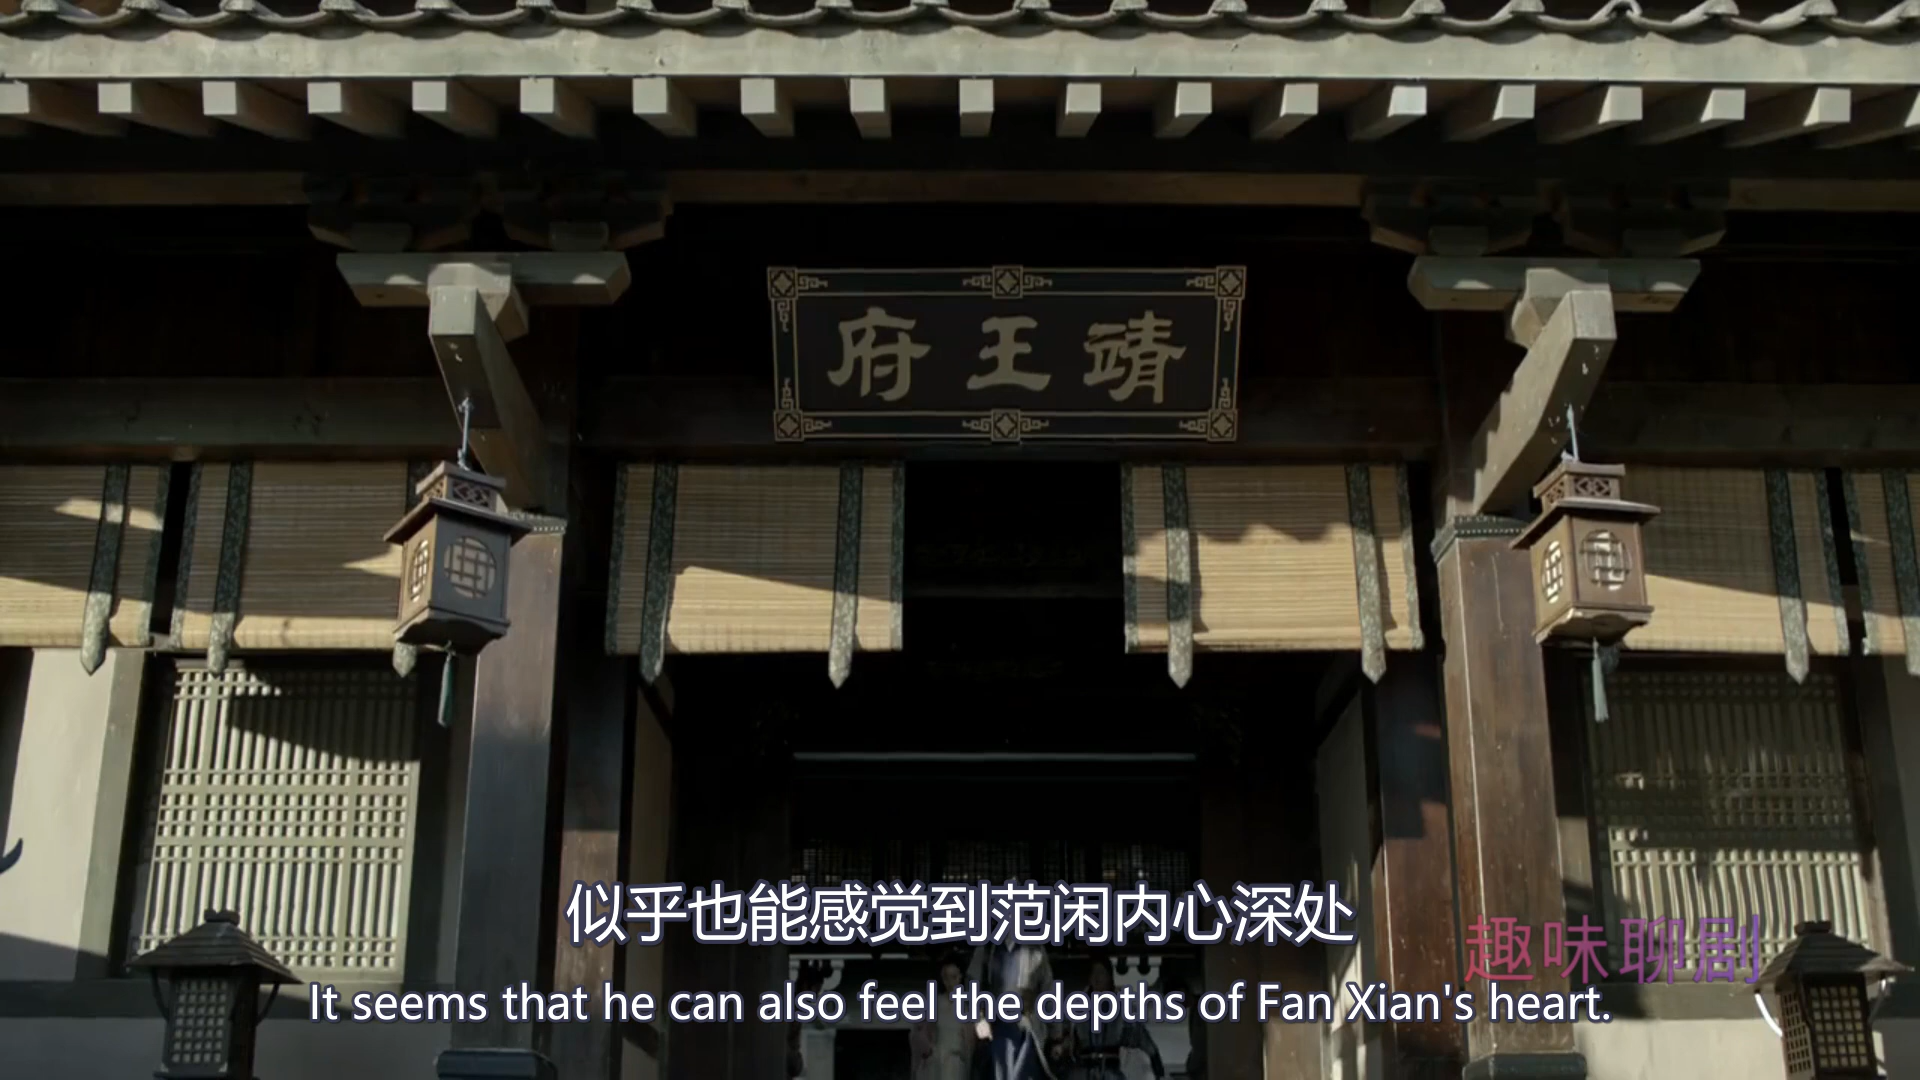 府王靖
似乎也能感觉到范闲内心深处
趣味聊剧
It seems that he can also feel the depths of Fan Xian's heart.